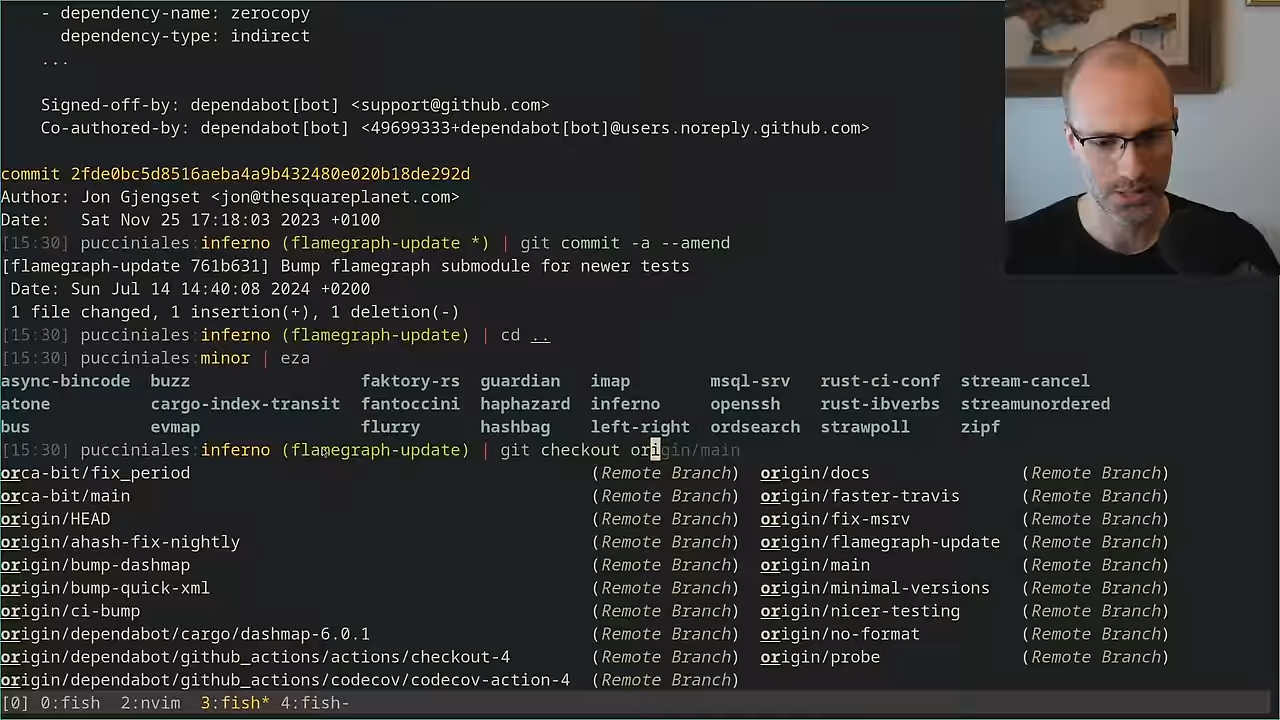 - dependency-name: zerocopy
dependency-type: indirect
...
Signed-off-by: dependabot[bot] <support@github.com>
Co-authored-by: dependabot[bot] <49699333+dependabot[bot]@users.noreply.github.com>
commit 2fde0bc5d8516aeba4a9b432480e020b18de292d
Author: Jon Gjengset <jon@thesquareplanet.com>
Date:   Sat Nov 25 17:18:03 2023 +0100
[15:30] pucciniales:inferno (flamegraph-update *) | git commit -a --amend
[flamegraph-update 761b631] Bump flamegraph submodule for newer tests
Date: Sun Jul 14 14:40:08 2024 +0200
1 file changed, 1 insertion(+), 1 deletion(-)
[15:30] pucciniales:inferno (flamegraph-update) | cd ..
[15:30] pucciniales:minor | eza
async-bincode  buzz                 faktory-rs  guardian   imap        msql-srv   rust-ci-conf  stream-cancel
atone          cargo-index-transit  fantoccini  haphazard  inferno     openssh    rust-ibverbs  streamunordered
bus            evmap                flurry      hashbag    left-right  ordsearch  strawpoll     zipf
[15:30] pucciniales:inferno (flamegraph-update) | git checkout origin/main
orca-bit/fix_period (Remote Branch) origin/docs (Remote Branch)
orca-bit/main (Remote Branch) origin/faster-travis (Remote Branch)
origin/HEAD (Remote Branch) origin/fix-msrv (Remote Branch)
origin/ahash-fix-nightly (Remote Branch) origin/flamegraph-update (Remote Branch)
origin/bump-dashmap (Remote Branch) origin/main (Remote Branch)
origin/bump-quick-xml (Remote Branch) origin/minimal-versions (Remote Branch)
origin/ci-bump (Remote Branch) origin/nicer-testing (Remote Branch)
origin/dependabot/cargo/dashmap-6.0.1 (Remote Branch) origin/no-format (Remote Branch)
origin/dependabot/github_actions/actions/checkout-4 (Remote Branch) origin/probe (Remote Branch)
origin/dependabot/github_actions/codecov/codecov-action-4 (Remote Branch)
[0] 0:fish  2:nvim  3:fish* 4:fish-